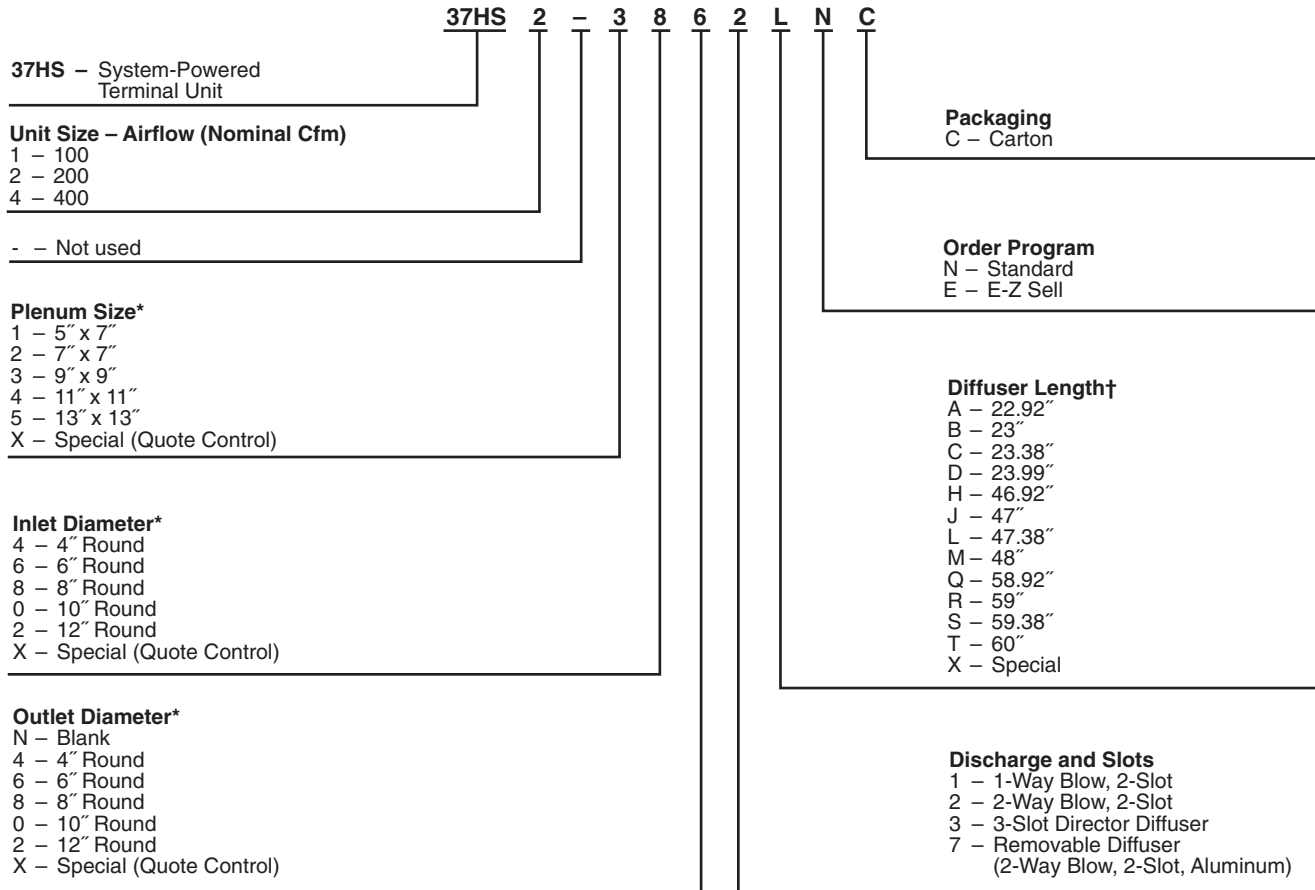 37HS 2 – 3 8 6 2 L N C
37HS – System-Powered
Terminal Unit
Unit Size – Airflow (Nominal Cfm)
1 – 100
2 – 200
4 – 400
- – Not used
Plenum Size*
1 – 5˝ x 7˝
2 – 7˝ x 7˝
3 – 9˝ x 9˝
4 – 11˝ x 11˝
5 – 13˝ x 13˝
X – Special (Quote Control)
Inlet Diameter*
4 – 4˝ Round
6 – 6˝ Round
8 – 8˝ Round
0 – 10˝ Round
2 – 12˝ Round
X – Special (Quote Control)
Outlet Diameter*
N – Blank
4 – 4˝ Round
6 – 6˝ Round
8 – 8˝ Round
0 – 10˝ Round
2 – 12˝ Round
X – Special (Quote Control)
Packaging
C – Carton
Order Program
N – Standard
E – E-Z Sell
Diffuser Length†
A – 22.92˝
B – 23˝
C – 23.38˝
D – 23.99˝
H – 46.92˝
J – 47˝
L – 47.38˝
M – 48˝
Q – 58.92˝
R – 59˝
S – 59.38˝
T – 60˝
X – Special
Discharge and Slots
1 – 1-Way Blow, 2-Slot
2 – 2-Way Blow, 2-Slot
3 – 3-Slot Director Diffuser
7 – Removable Diffuser
(2-Way Blow, 2-Slot, Aluminum)